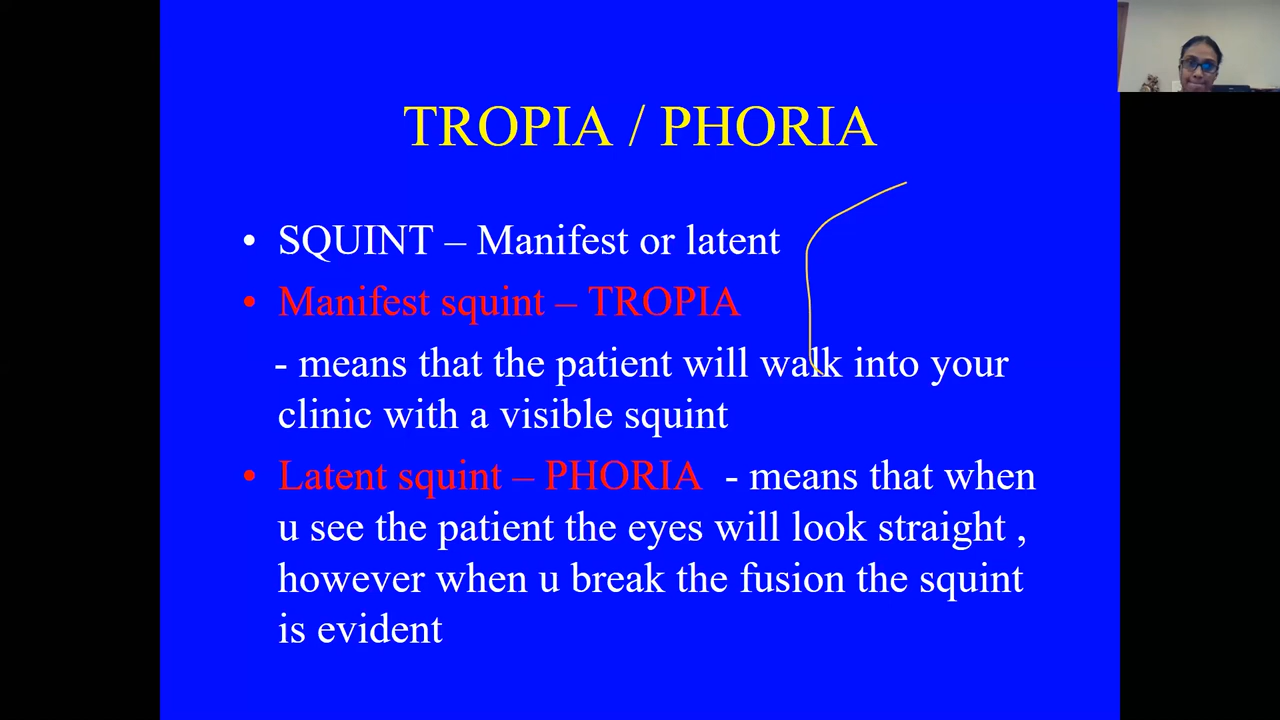 TROPIA / PHORIA
• SQUINT – Manifest or latent
• Manifest squint – TROPIA
- means that the patient will walk into your
clinic with a visible squint
• Latent squint – PHORIA - means that when
u see the patient the eyes will look straight ,
however when u break the fusion the squint
is evident